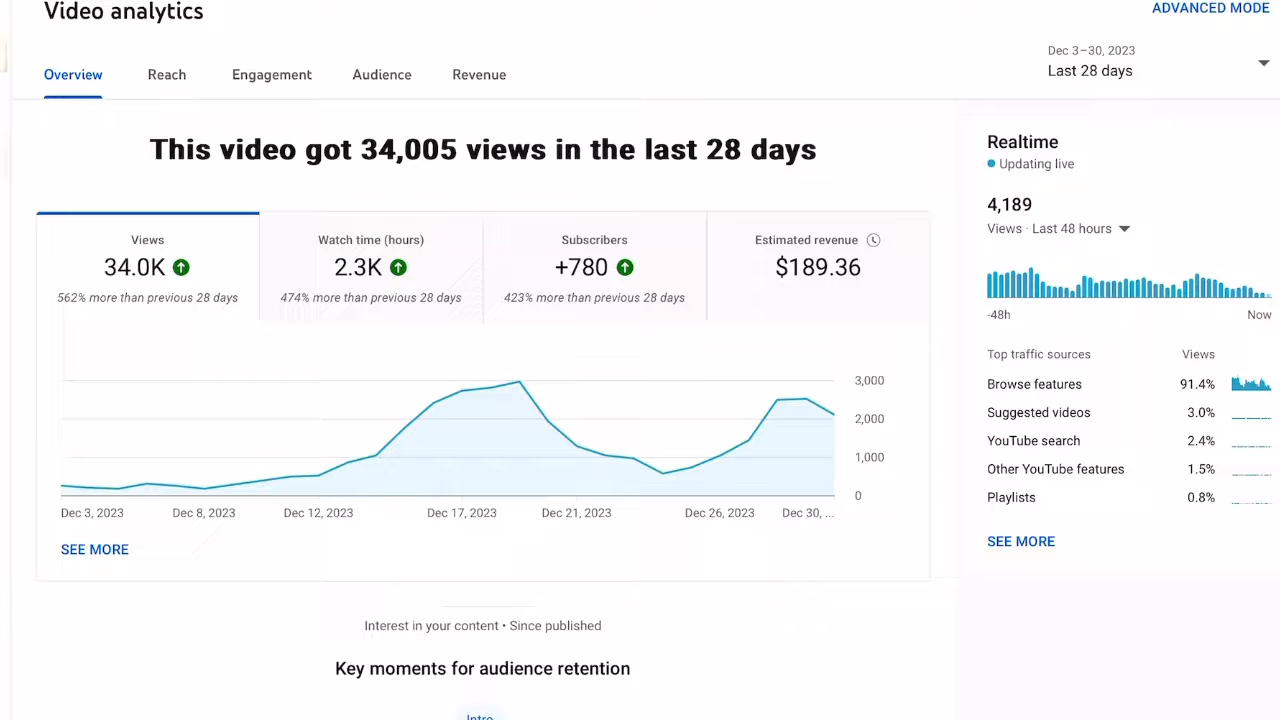 Video analytics
ADVANCED MODE
Overview Reach Engagement Audience Revenue
Dec 3–30, 2023
Last 28 days
This video got 34,005 views in the last 28 days
Views
34.0K
562% more than previous 28 days
Watch time (hours)
2.3K
474% more than previous 28 days
Subscribers
+780
423% more than previous 28 days
Estimated revenue
$189.36
3,000
2,000
1,000
0
Dec 3, 2023 Dec 8, 2023 Dec 12, 2023 Dec 17, 2023 Dec 21, 2023 Dec 26, 2023 Dec 30, ...
SEE MORE
Realtime
Updating live
4,189
Views · Last 48 hours
-48h Now
Top traffic sources Views
Browse features 91.4%
Suggested videos 3.0%
YouTube search 2.4%
Other YouTube features 1.5%
Playlists 0.8%
SEE MORE
Interest in your content • Since published
Key moments for audience retention
Intro